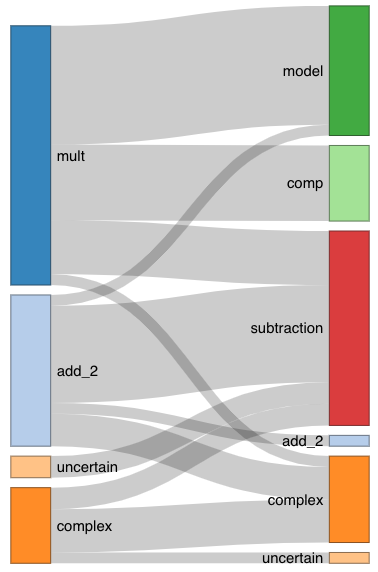 model
mult
comp
subtraction
add_2
add_2
uncertain
complex
complex
uncertain